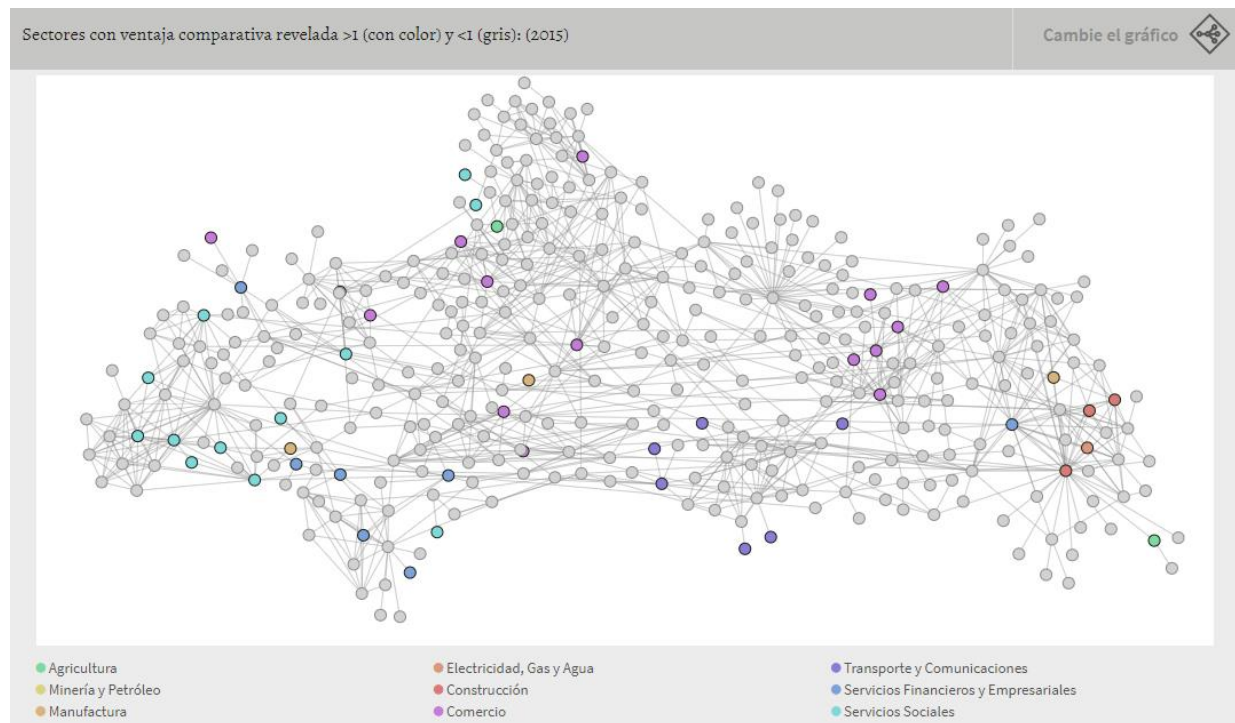 Sectores con ventaja comparativa revelada >1 (con color) y <1 (gris): (2015)
Cambie el gráfico
Agricultura
Minería y Petróleo
Manufactura
Electricidad, Gas y Agua
Construcción
Comercio
Transporte y Comunicaciones
Servicios Financieros y Empresariales
Servicios Sociales